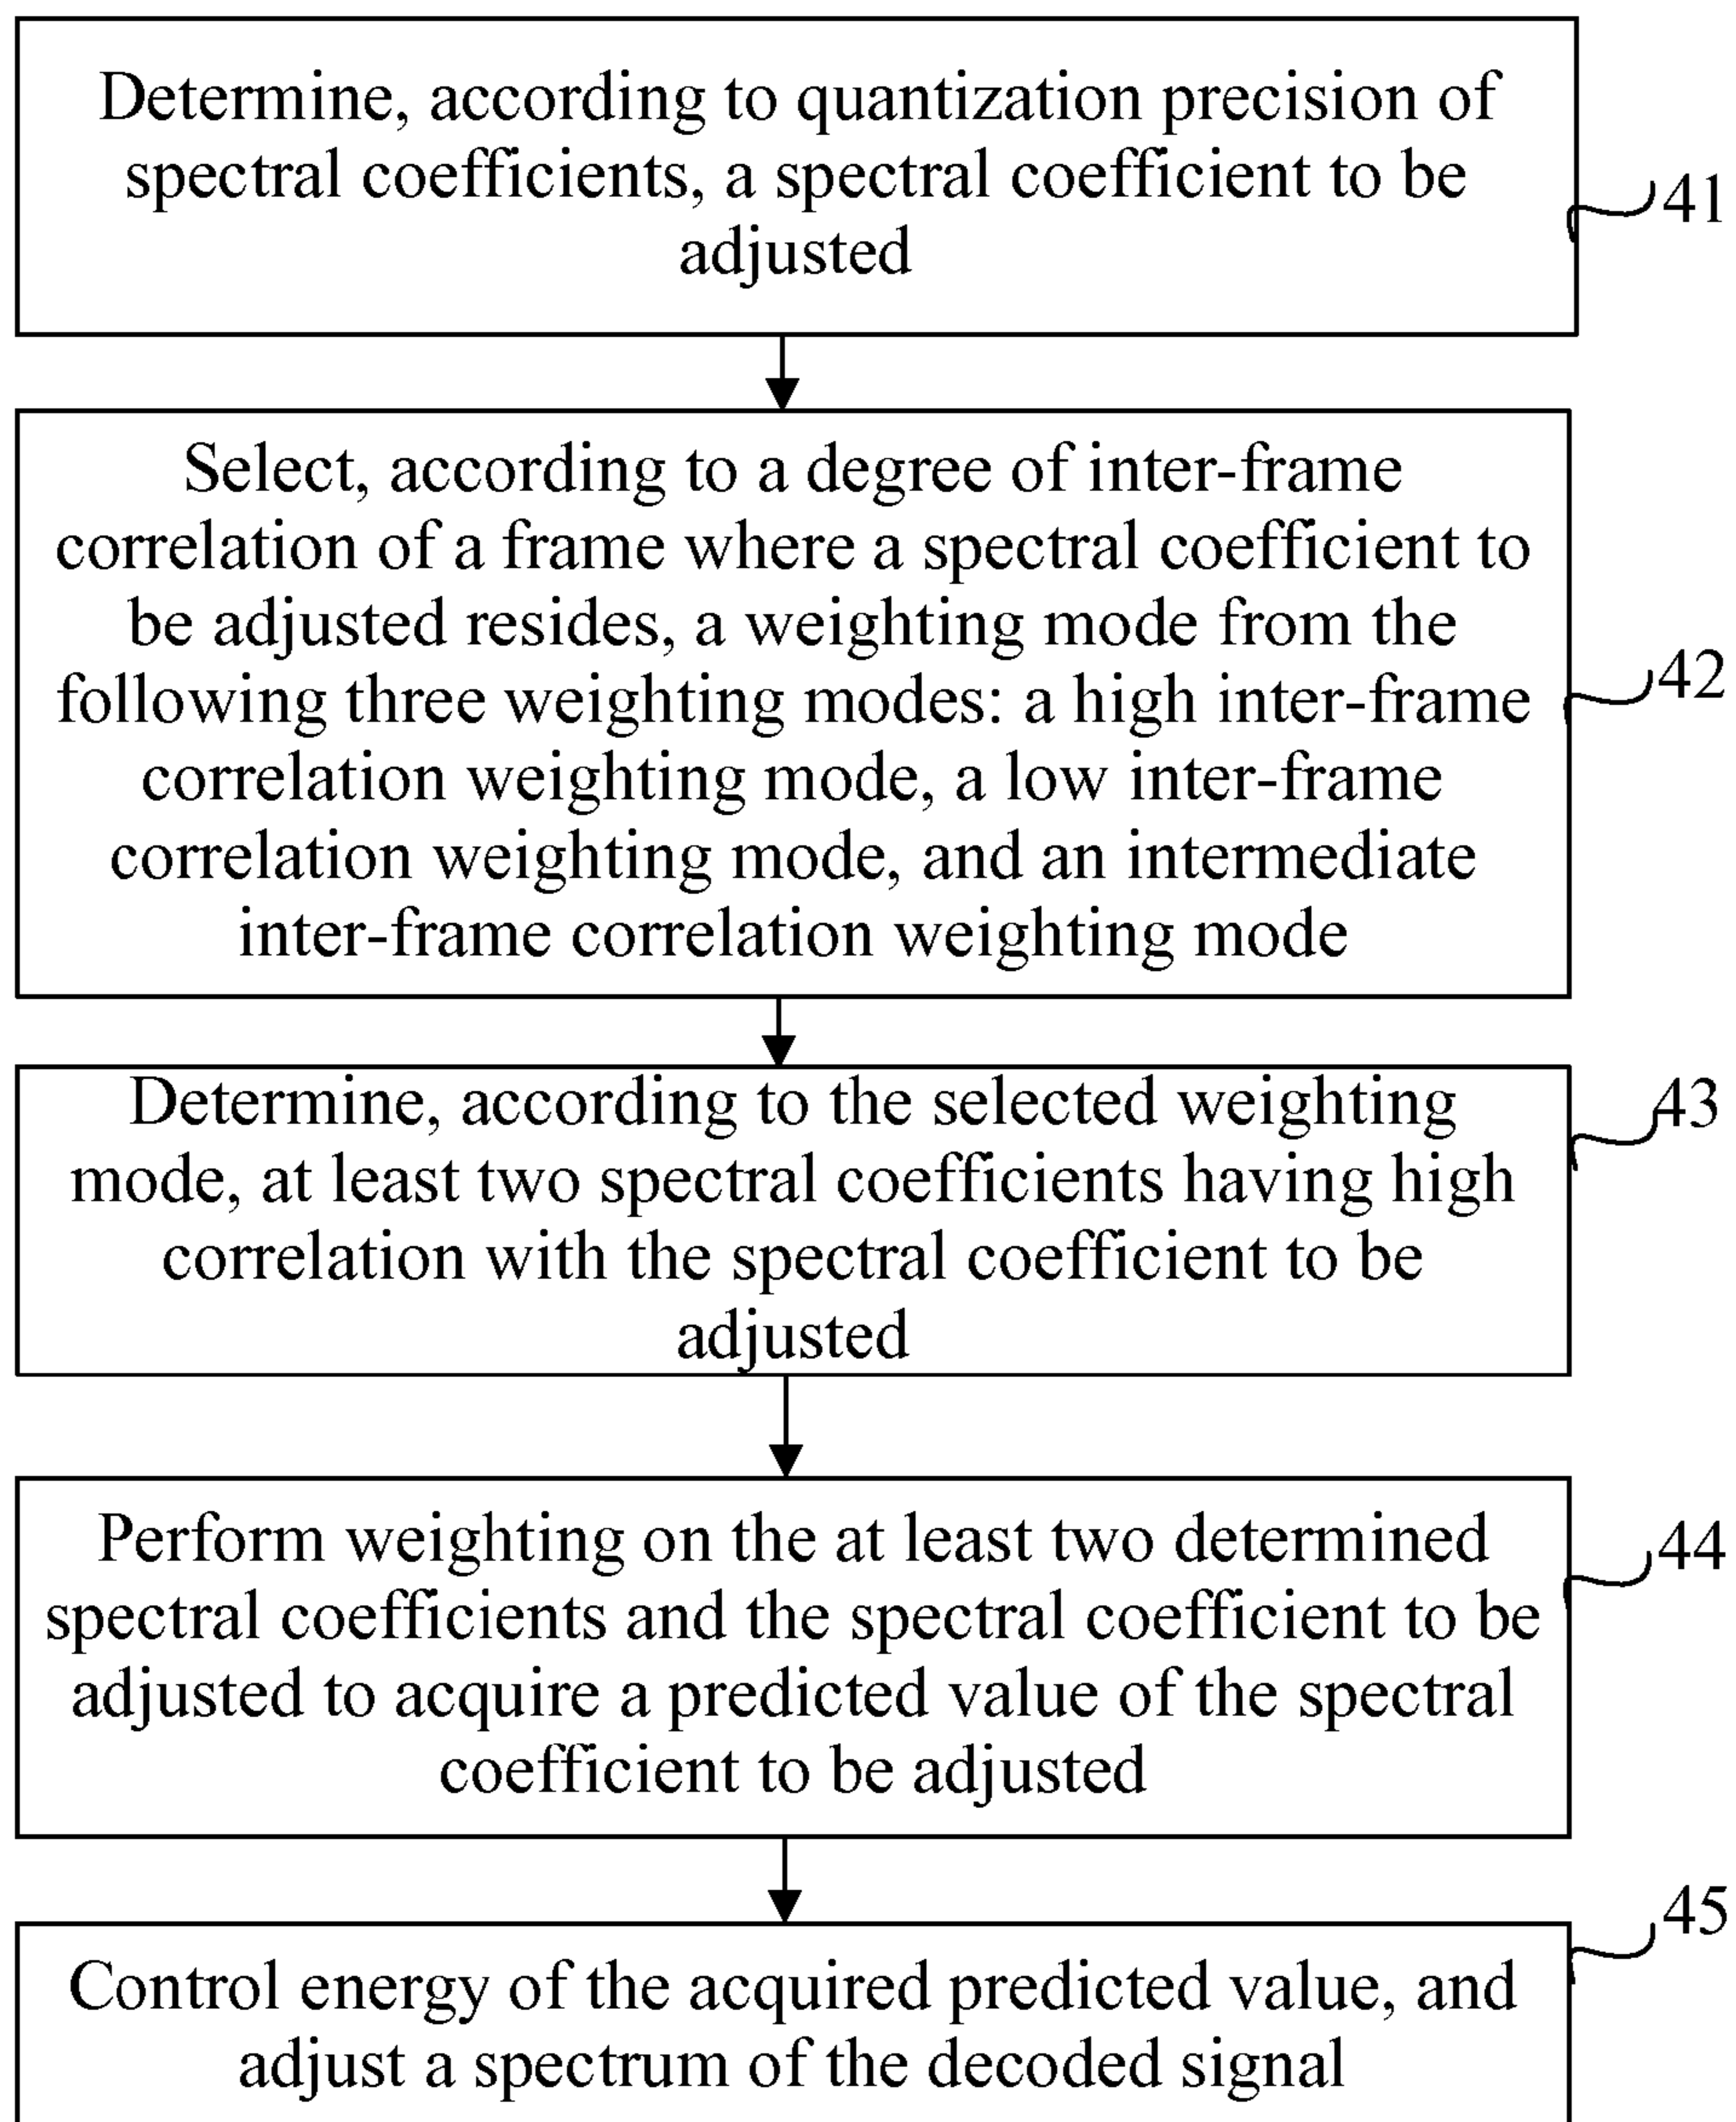 Determine, according to quantization precision of
spectral coefficients, a spectral coefficient to be
adjusted
41
Select, according to a degree of inter-frame
correlation of a frame where a spectral coefficient to
be adjusted resides, a weighting mode from the
following three weighting modes: a high inter-frame
correlation weighting mode, a low inter-frame
correlation weighting mode, and an intermediate
inter-frame correlation weighting mode
42
Determine, according to the selected weighting
mode, at least two spectral coefficients having high
correlation with the spectral coefficient to be
adjusted
43
Perform weighting on the at least two determined
spectral coefficients and the spectral coefficient to be
adjusted to acquire a predicted value of the spectral
coefficient to be adjusted
44
Control energy of the acquired predicted value, and
adjust a spectrum of the decoded signal
45